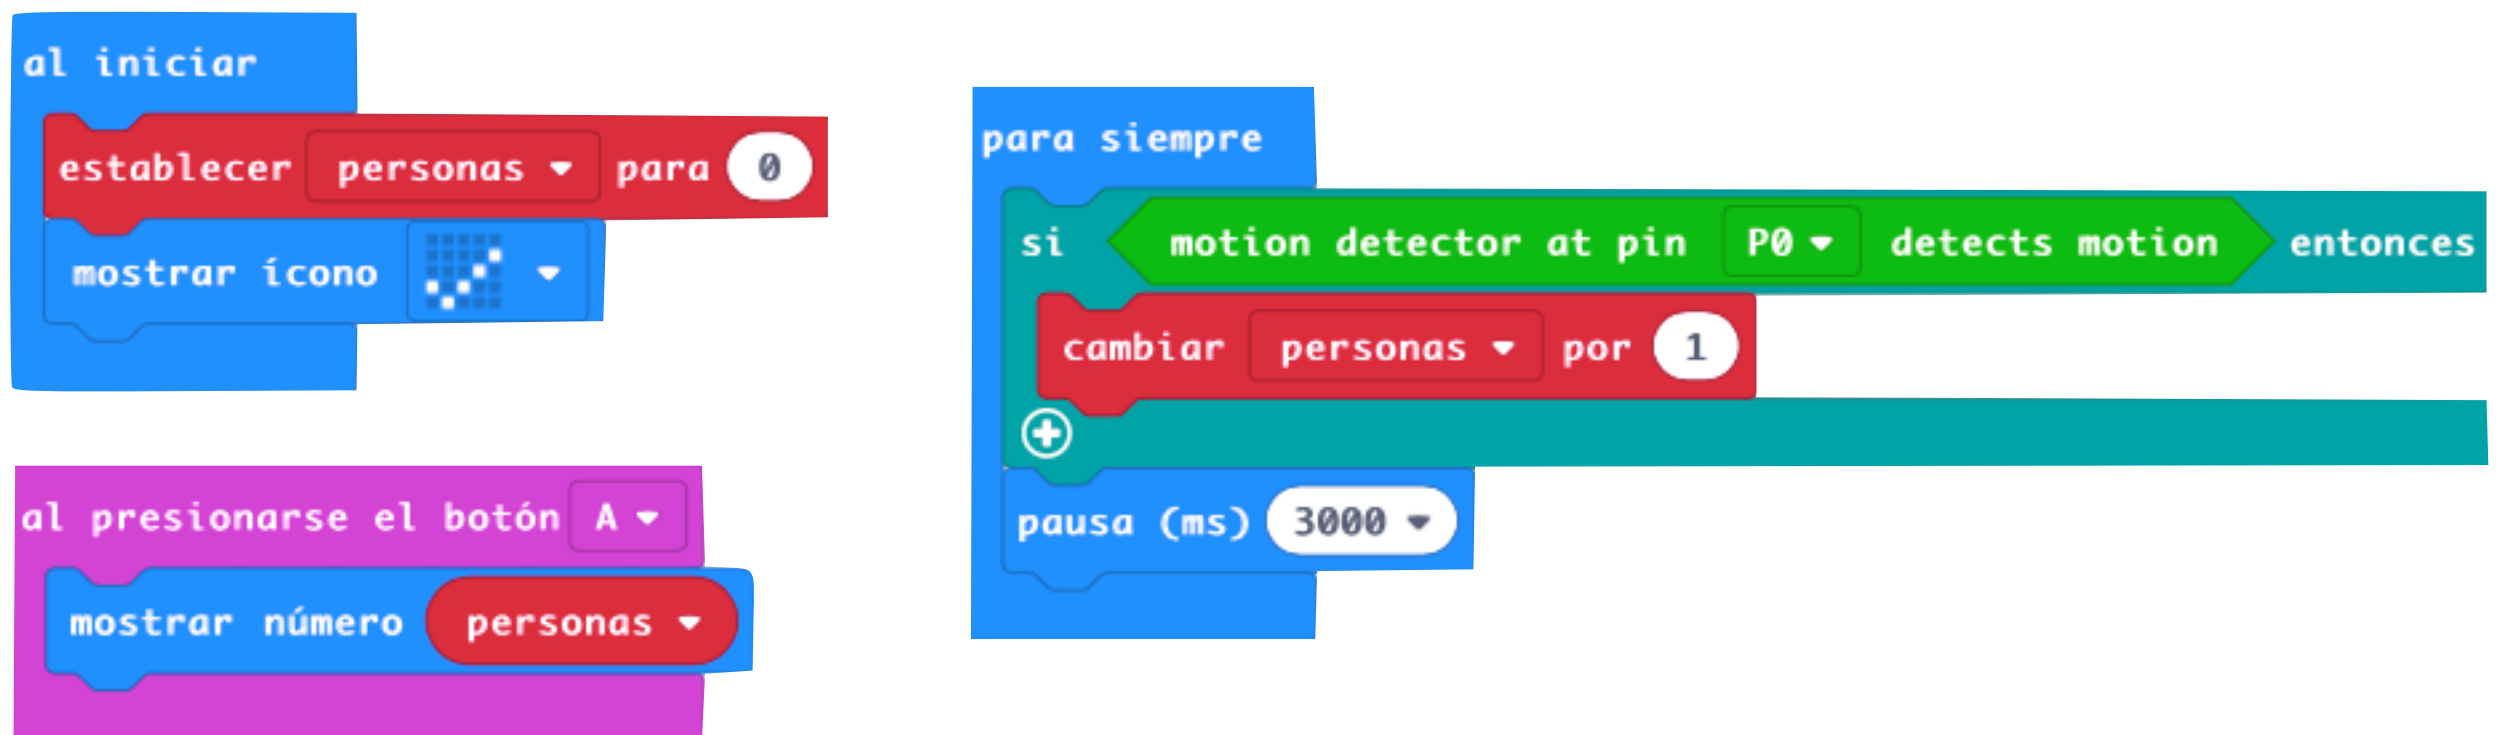 al iniciar
establecer personas para 0
mostrar ícono
al presionarse el botón A
mostrar número personas
para siempre
si motion detector at pin P0 detects motion entonces
cambiar personas por 1
pausa (ms) 3000